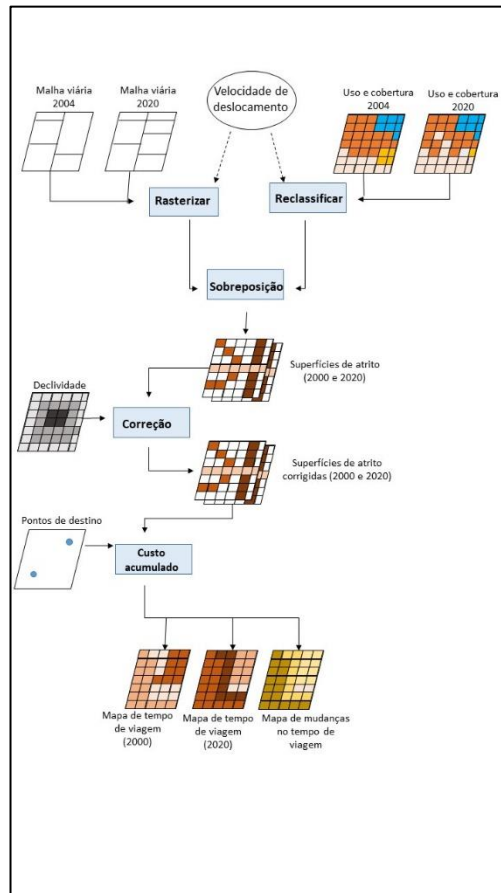 Malha viária
2004
Malha viária
2020
Velocidade de
deslocamento
Uso e cobertura
2004
Uso e cobertura
2020
Rasterizar
Reclassificar
Sobreposição
Superfícies de atrito
(2000 e 2020)
Declividade
Correção
Superfícies de atrito
corrigidas (2000 e 2020)
Pontos de destino
Custo
acumulado
Mapa de tempo
de viagem
(2000)
Mapa de tempo
de viagem
(2020)
Mapa de mudanças
no tempo de
viagem